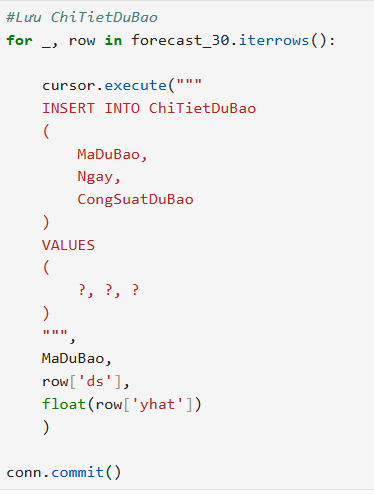 #Lưu ChiTietDuBao
for _, row in forecast_30.iterrows():
cursor.execute("""
INSERT INTO ChiTietDuBao
(
MaDuBao,
Ngay,
CongSuatDuBao
)
VALUES
(
?, ?, ?
)
""",
MaDuBao,
row['ds'],
float(row['yhat'])
)
conn.commit()